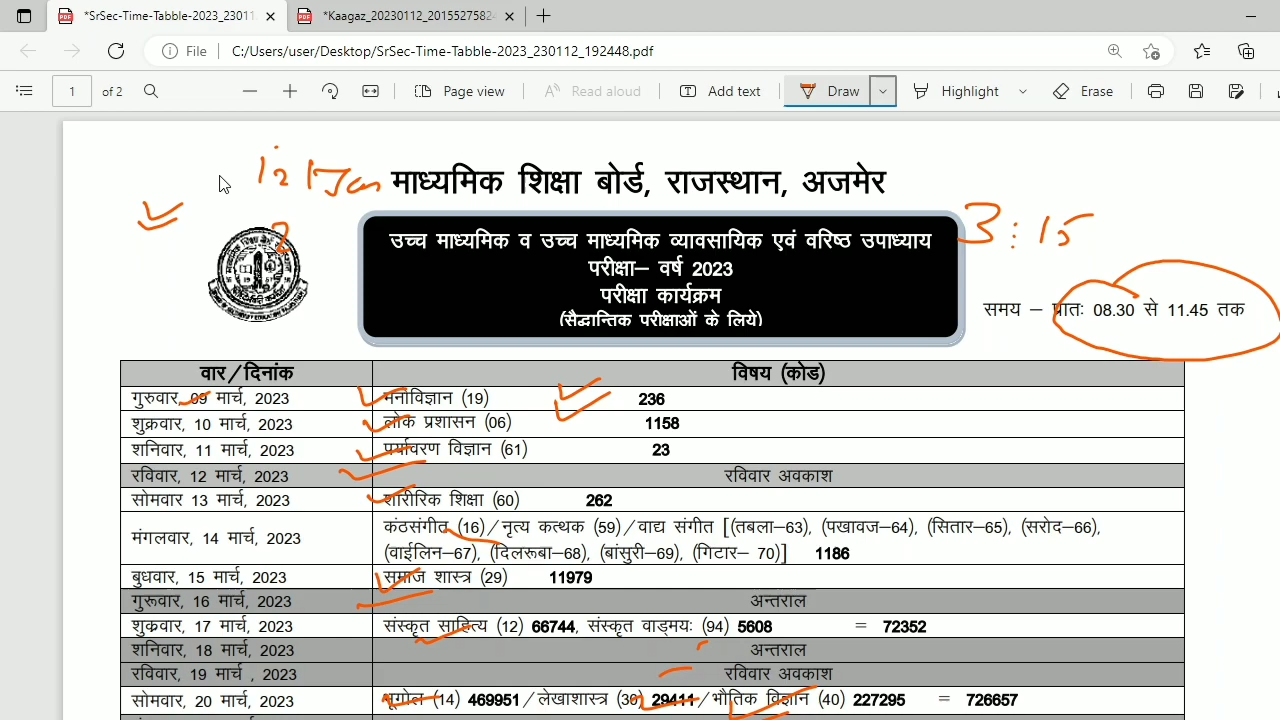 *SrSec-Time-Tabble-2023_23011
*Kaagaz_20230112_2015527582
File C:/Users/user/Desktop/SrSec-Time-Tabble-2023_230112_192448.pdf
1 of 2 Page view Read aloud Add text Draw Highlight Erase
12 Jan
माध्यमिक शिक्षा बोर्ड, राजस्थान, अजमेर
2
3:15
उच्च माध्यमिक व उच्च माध्यमिक व्यावसायिक एवं वरिष्ठ उपाध्याय
परीक्षा– वर्ष 2023
परीक्षा कार्यक्रम
(सैद्धान्तिक परीक्षाओं के लिये)
समय – प्रातः 08.30 से 11.45 तक
वार/दिनांक विषय (कोड)
गुरुवार, 09 मार्च, 2023 मनोविज्ञान (19) 236
शुक्रवार, 10 मार्च, 2023 लोक प्रशासन (06) 1158
शनिवार, 11 मार्च, 2023 पर्यावरण विज्ञान (61) 23
रविवार, 12 मार्च, 2023 रविवार अवकाश
सोमवार 13 मार्च, 2023 शारीरिक शिक्षा (60) 262
मंगलवार, 14 मार्च, 2023 कंठसंगीत (16)/नृत्य कत्थक (59)/वाद्य संगीत [(तबला–63), (पखावज–64), (सितार–65), (सरोद–66),
(वाईलिन–67), (दिलरूबा–68), (बांसुरी–69), (गिटार– 70)] 1186
बुधवार, 15 मार्च, 2023 समाज शास्त्र (29) 11979
गुरूवार, 16 मार्च, 2023 अन्तराल
शुक्रवार, 17 मार्च, 2023 संस्कृत साहित्य (12) 66744, संस्कृत वाड्मयः (94) 5608 = 72352
शनिवार, 18 मार्च, 2023 अन्तराल
रविवार, 19 मार्च , 2023 रविवार अवकाश
सोमवार, 20 मार्च, 2023 भूगोल (14) 469951/लेखाशास्त्र (30) 29411/भौतिक विज्ञान (40) 227295 = 726657